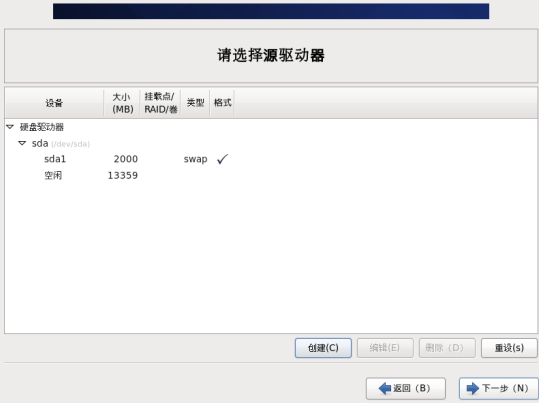 请选择源驱动器
设备
大小
(MB)
挂载点/
RAID/卷
类型
格式
硬盘驱动器
sda (/dev/sda)
sda1 2000 swap
空闲 13359
创建(C) 编辑(E) 删除（D） 重设(s)
返回（B） 下一步（N）